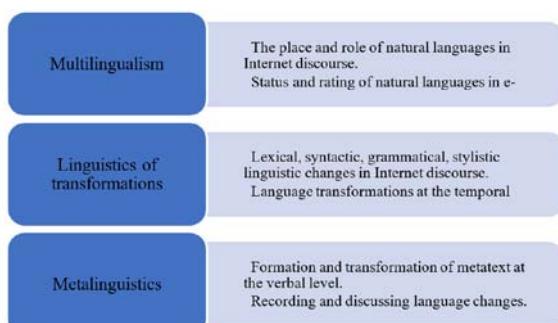 Multilingualism
The place and role of natural languages in
Internet discourse.
Status and rating of natural languages in e-
Linguistics of
transformations
Lexical, syntactic, grammatical, stylistic
linguistic changes in Internet discourse.
Language transformations at the temporal
Metalinguistics
Formation and transformation of metatext at
the verbal level.
Recording and discussing language changes.